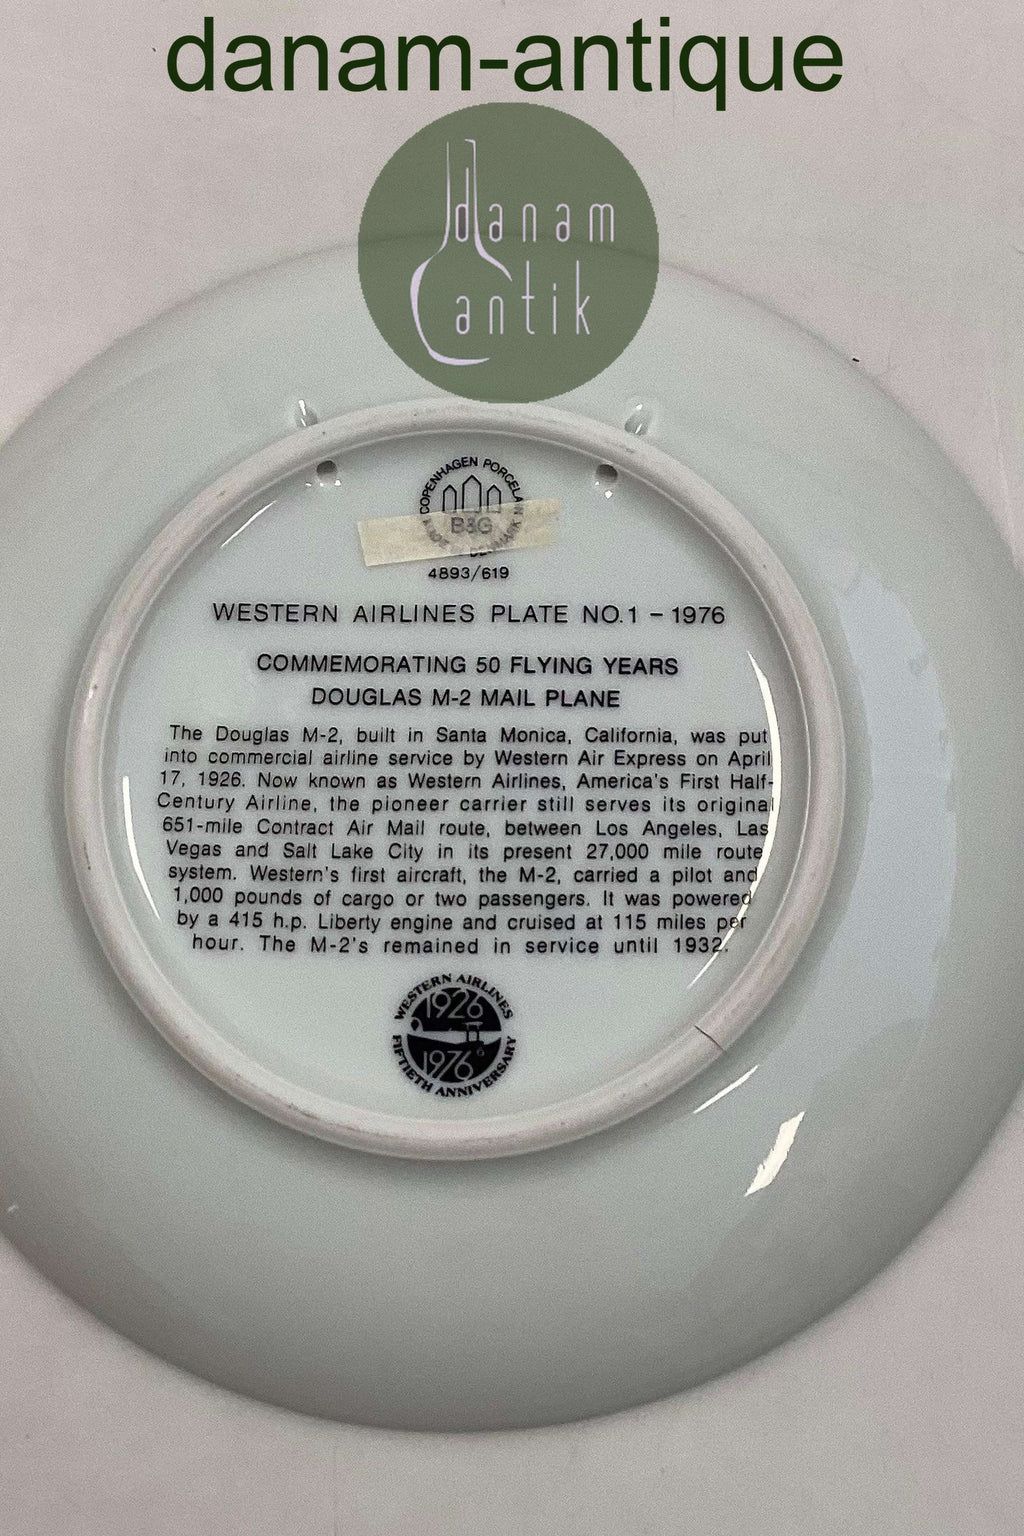 danam-antique
danam
antik
COPENHAGEN PORCELAIN
B&G
MADE IN DENMARK
4893/619
WESTERN AIRLINES PLATE NO.1 – 1976
COMMEMORATING 50 FLYING YEARS
DOUGLAS M-2 MAIL PLANE
The Douglas M-2, built in Santa Monica, California, was put
into commercial airline service by Western Air Express on April
17, 1926. Now known as Western Airlines, America's First Half-
Century Airline, the pioneer carrier still serves its original
651-mile Contract Air Mail route, between Los Angeles, Las
Vegas and Salt Lake City in its present 27,000 mile route
system. Western's first aircraft, the M-2, carried a pilot and
1,000 pounds of cargo or two passengers. It was powered
by a 415 h.p. Liberty engine and cruised at 115 miles per
hour. The M-2's remained in service until 1932.
WESTERN AIRLINES
1926
1976
FIFTIETH ANNIVERSARY